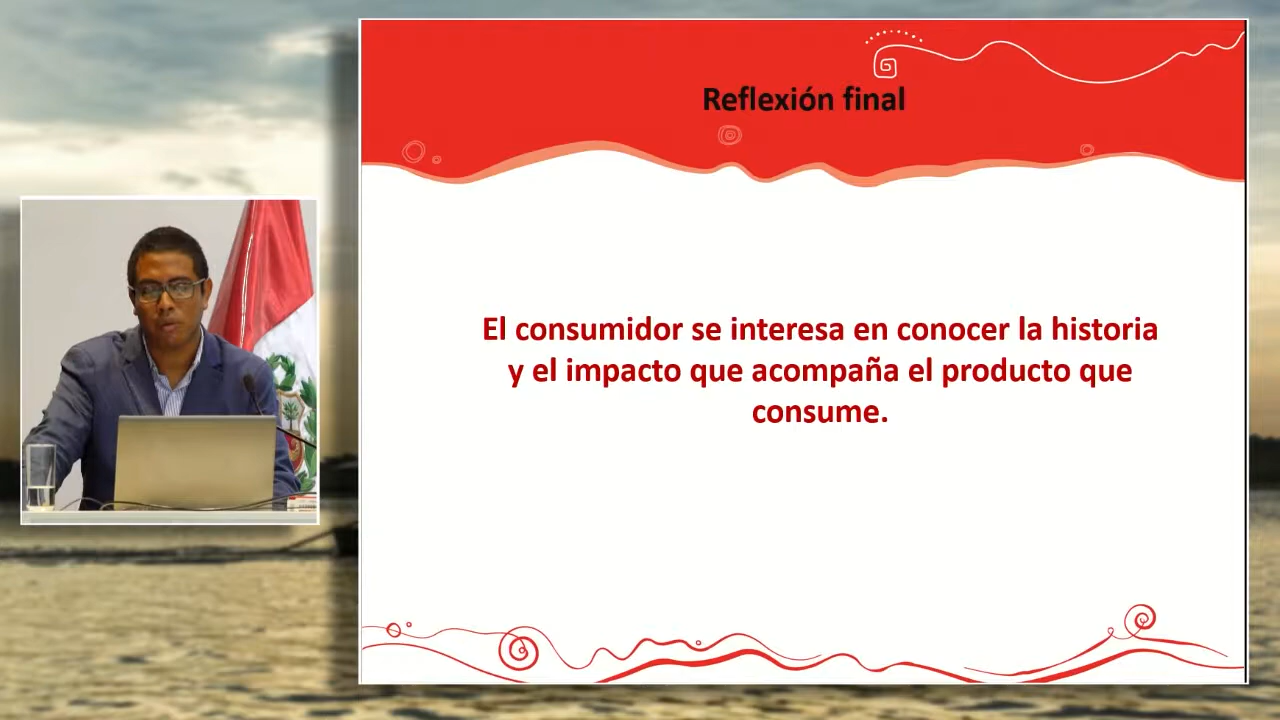 Reflexión final
El consumidor se interesa en conocer la historia
y el impacto que acompaña el producto que
consume.